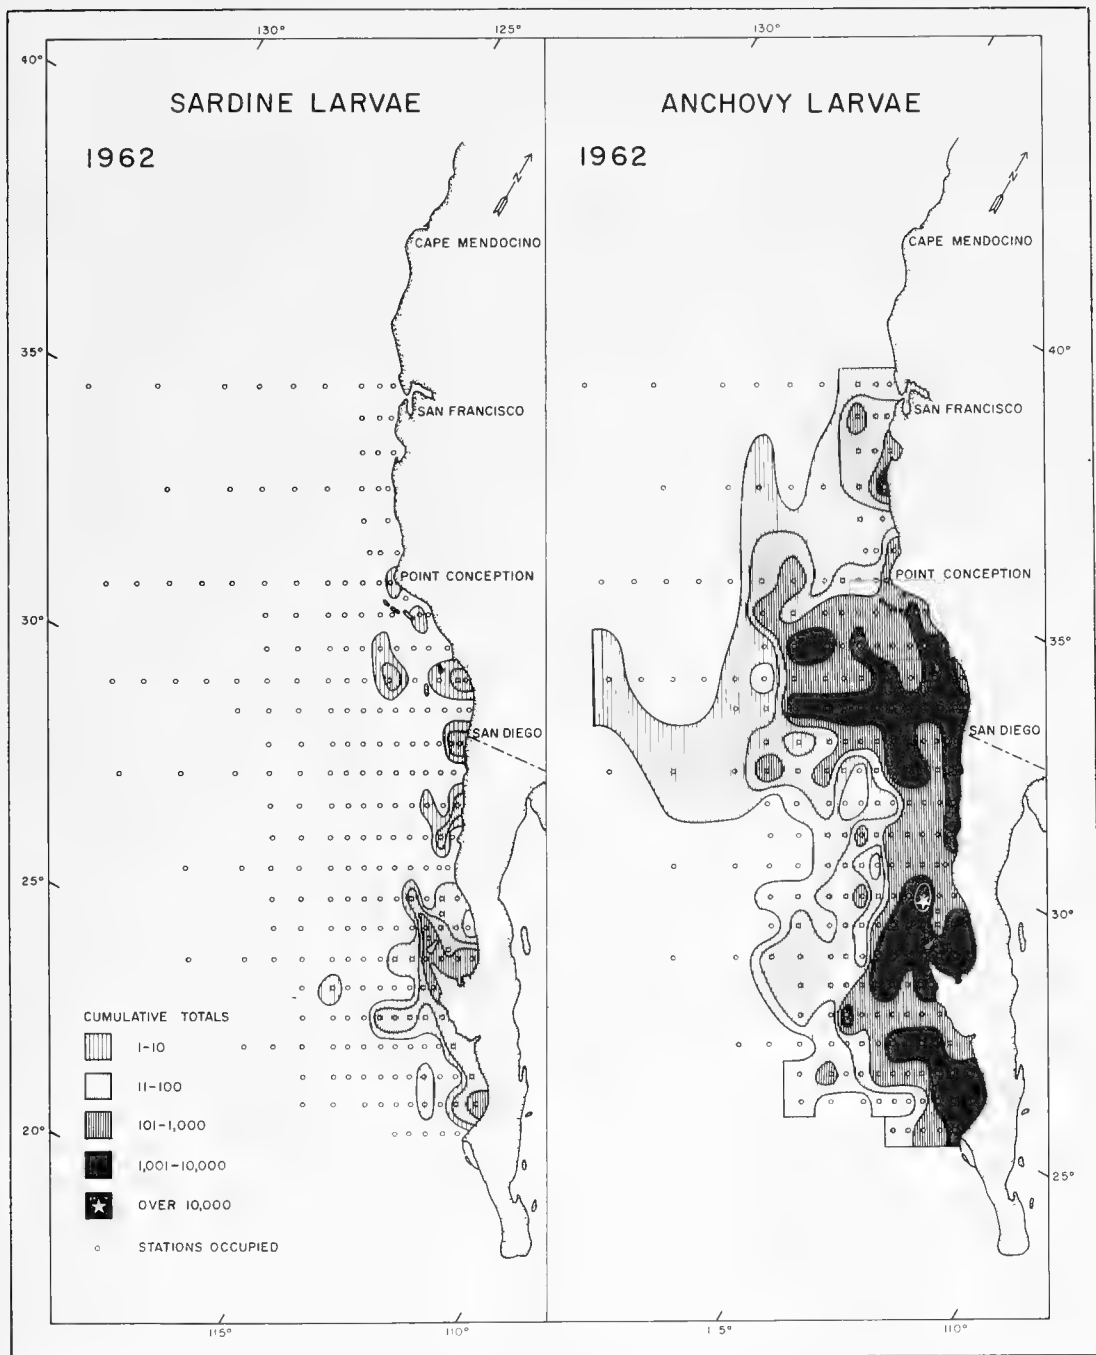 130° 125° 130°
40°
SARDINE LARVAE ANCHOVY LARVAE
1962 1962
N N
CAPE MENDOCINO CAPE MENDOCINO
35° 40°
SAN FRANCISCO SAN FRANCISCO
POINT CONCEPTION POINT CONCEPTION
30° 35°
SAN DIEGO SAN DIEGO
25° 30°
CUMULATIVE TOTALS
1-10
11-100
101-1,000
20°
1,001-10,000
25°
OVER 10,000
STATIONS OCCUPIED
115° 110° 1 5° 110°